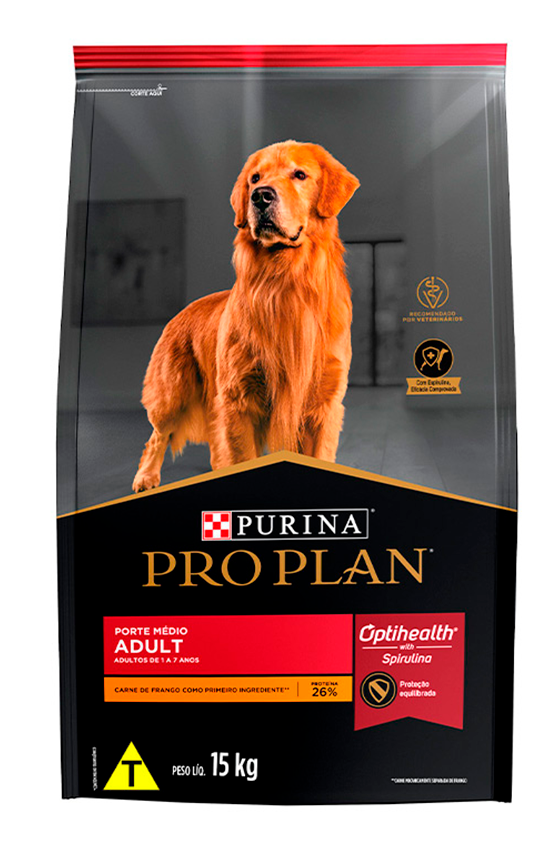 CORTE AQUI
RECOMENDADO
POR VETERINÁRIOS
Com Espirulina,
Eficácia Comprovada
PURINA®
PRO PLAN®
PORTE MÉDIO
ADULT
ADULTOS DE 1 A 7 ANOS
CARNE DE FRANGO COMO PRIMEIRO INGREDIENTE**
PROTEÍNA
26%
Optihealth®
with
Spirulina
Proteção
equilibrada
T
PESO LÍQ. 15 kg
**CARNE MECANICAMENTE SEPARADA DE FRANGO